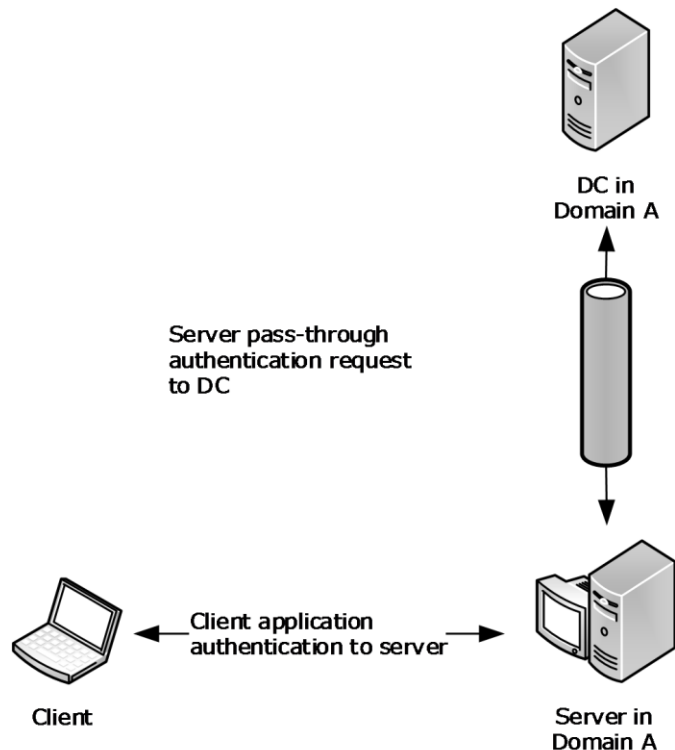 DC in
Domain A
Server pass-through
authentication request
to DC
Client application
authentication to server
Client
Server in
Domain A